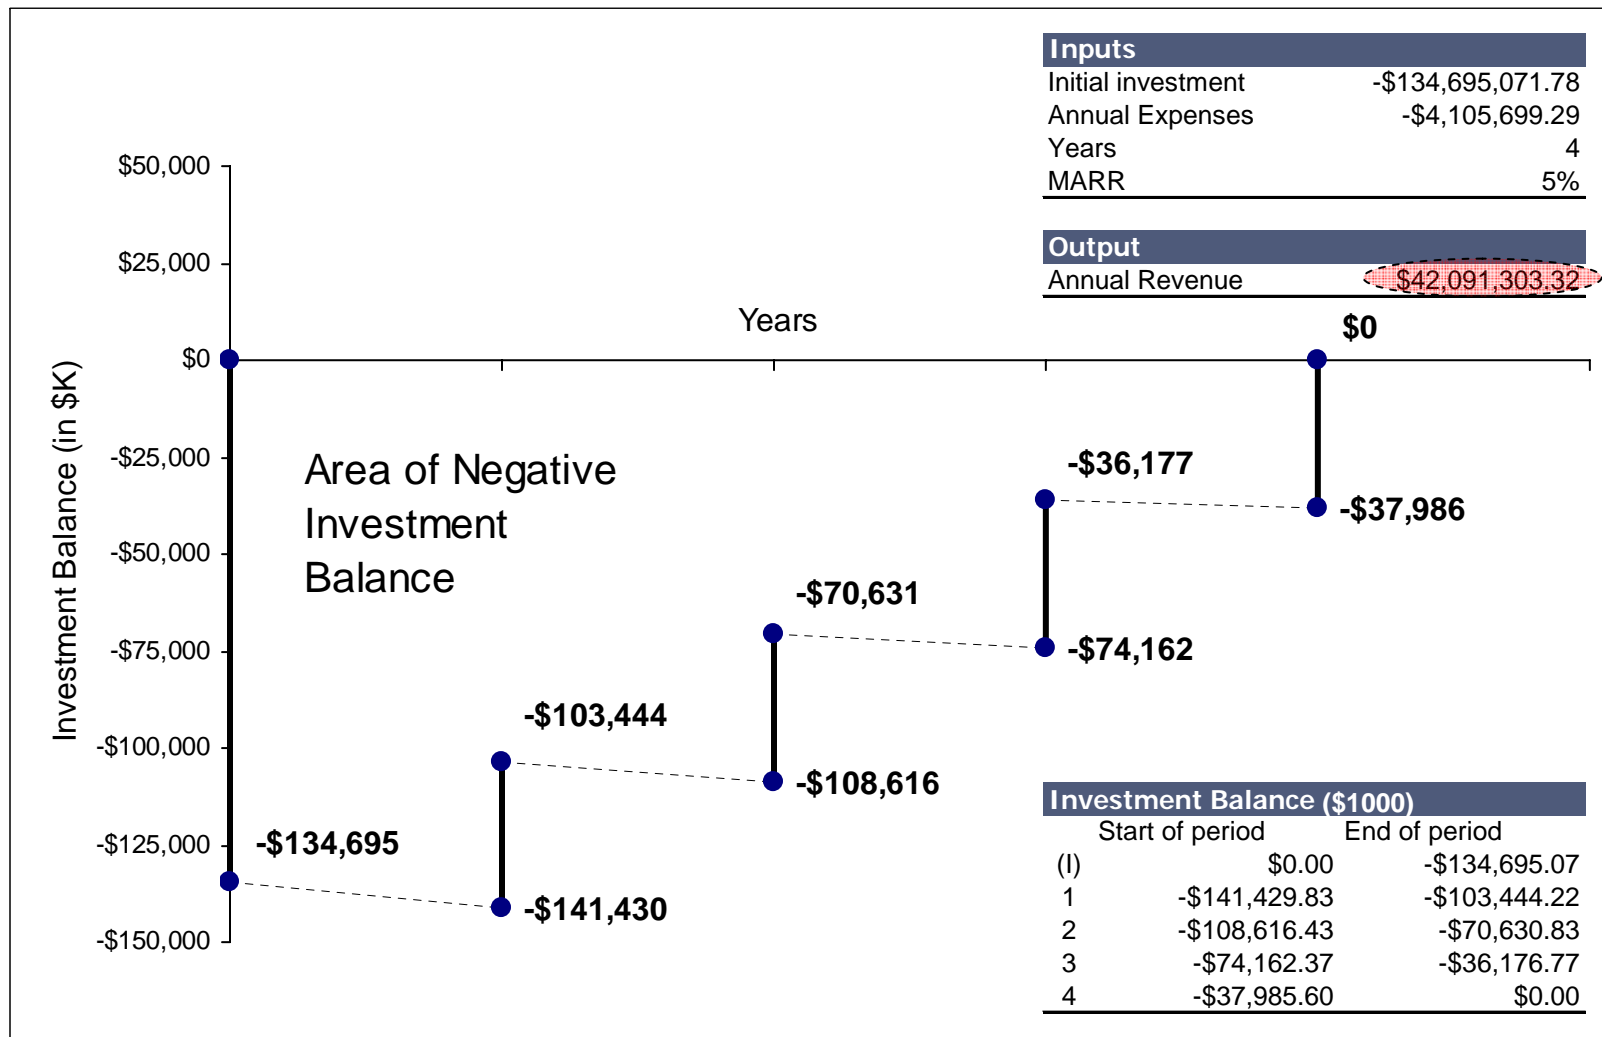 Inputs
Initial investment -$134,695,071.78
Annual Expenses -$4,105,699.29
Years 4
MARR 5%
Output
Annual Revenue $42,091,303.32
Years
Investment Balance (in $K)
$50,000
$25,000
$0
-$25,000
-$50,000
-$75,000
-$100,000
-$125,000
-$150,000
Area of Negative
Investment
Balance
$0
-$36,177
-$37,986
-$70,631
-$74,162
-$103,444
-$108,616
-$134,695
-$141,430
Investment Balance ($1000)
Start of period End of period
(I) $0.00 -$134,695.07
1 -$141,429.83 -$103,444.22
2 -$108,616.43 -$70,630.83
3 -$74,162.37 -$36,176.77
4 -$37,985.60 $0.00